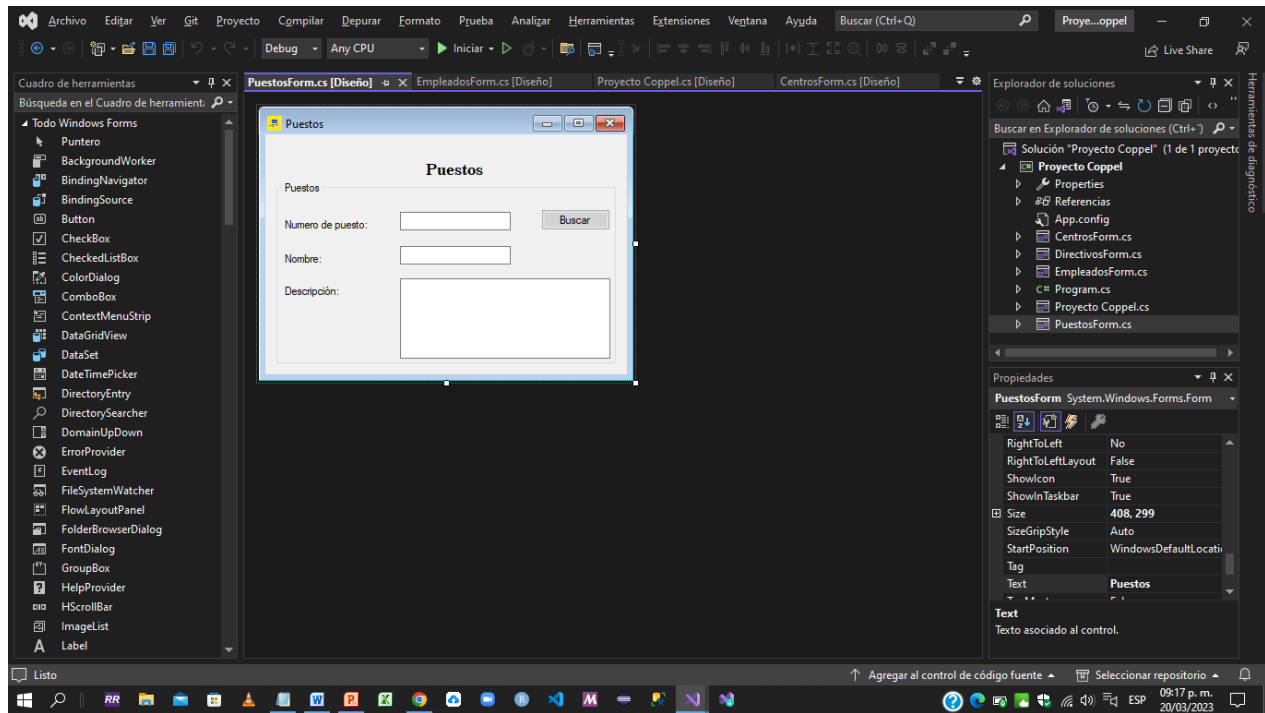 Archivo Editar Ver Git Proyecto Compilar Depurar Formato Prueba Analizar Herramientas Extensiones Ventana Ayuda Buscar (Ctrl+Q) Proye...oppel
Debug Any CPU Iniciar Live Share
Cuadro de herramientas
Búsqueda en el Cuadro de herramient
Todo Windows Forms
Puntero
BackgroundWorker
BindingNavigator
BindingSource
Button
CheckBox
CheckedListBox
ColorDialog
ComboBox
ContextMenuStrip
DataGridView
DataSet
DateTimePicker
DirectoryEntry
DirectorySearcher
DomainUpDown
ErrorProvider
EventLog
FileSystemWatcher
FlowLayoutPanel
FolderBrowserDialog
FontDialog
GroupBox
HelpProvider
HScrollBar
ImageList
Label
PuestosForm.cs [Diseño] EmpleadosForm.cs [Diseño] Proyecto Coppel.cs [Diseño] CentrosForm.cs [Diseño]
Puestos
Puestos
Puestos
Numero de puesto: Buscar
Nombre:
Descripción:
Explorador de soluciones
Buscar en Explorador de soluciones (Ctrl+´)
Solución "Proyecto Coppel" (1 de 1 proyecto
Proyecto Coppel
Properties
Referencias
App.config
CentrosForm.cs
DirectivosForm.cs
EmpleadosForm.cs
C# Program.cs
Proyecto Coppel.cs
PuestosForm.cs
Propiedades
PuestosForm System.Windows.Forms.Form
RightToLeft No
RightToLeftLayout False
ShowIcon True
ShowInTaskbar True
Size 408, 299
SizeGripStyle Auto
StartPosition WindowsDefaultLocati
Tag
Text Puestos
Text
Texto asociado al control.
Herramientas de diagnóstico
Listo Agregar al control de código fuente Seleccionar repositorio
RR ESP 09:17 p. m.
20/03/2023